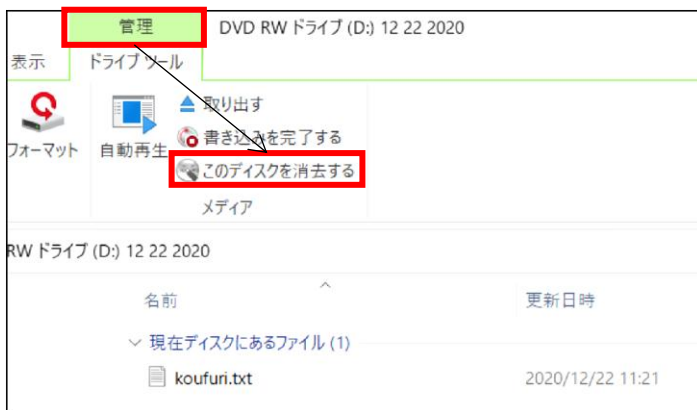 管理 DVD RW ドライブ (D:) 12 22 2020
表示 ドライブ ツール
取り出す
書き込みを完了する
フォーマット 自動再生
このディスクを消去する
メディア
RW ドライブ (D:) 12 22 2020
名前 更新日時
現在ディスクにあるファイル (1)
koufuri.txt 2020/12/22 11:21